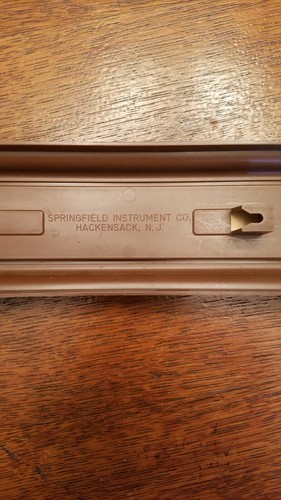 SPRINGFIELD INSTRUMENT CO.
HACKENSACK, N. J.